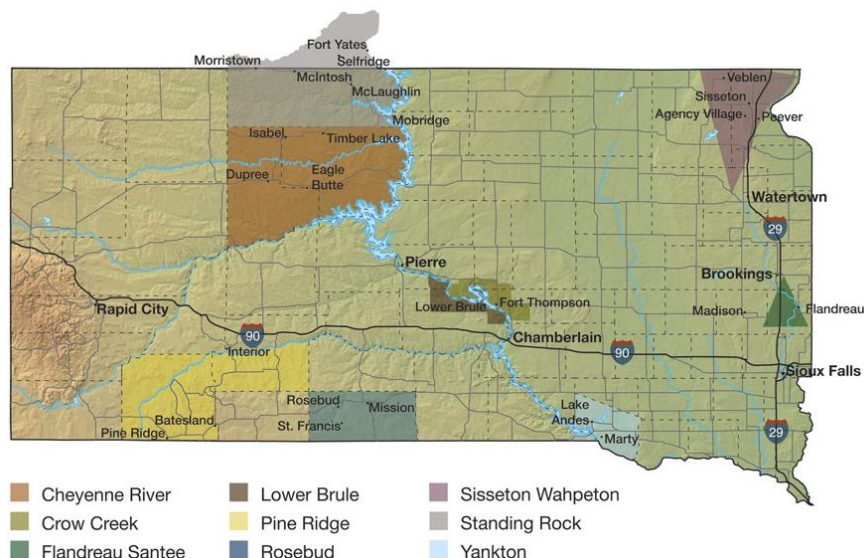 Fort Yates
Morristown
Selfridge
McIntosh
McLaughlin
Mobridge
Isabel
Timber Lake
Dupree
Eagle
Butte
Veblen
Sisseton
Agency Village
Peever
Watertown
29
Pierre
Brookings
Lower Brule
Fort Thompson
Madison
Flandreau
Rapid City
90
Interior
Chamberlain
90
Sioux Falls
Rosebud
Mission
St. Francis
Batesland
Pine Ridge
Lake
Andes
Marty
29
Cheyenne River
Crow Creek
Flandreau Santee
Lower Brule
Pine Ridge
Rosebud
Sisseton Wahpeton
Standing Rock
Yankton